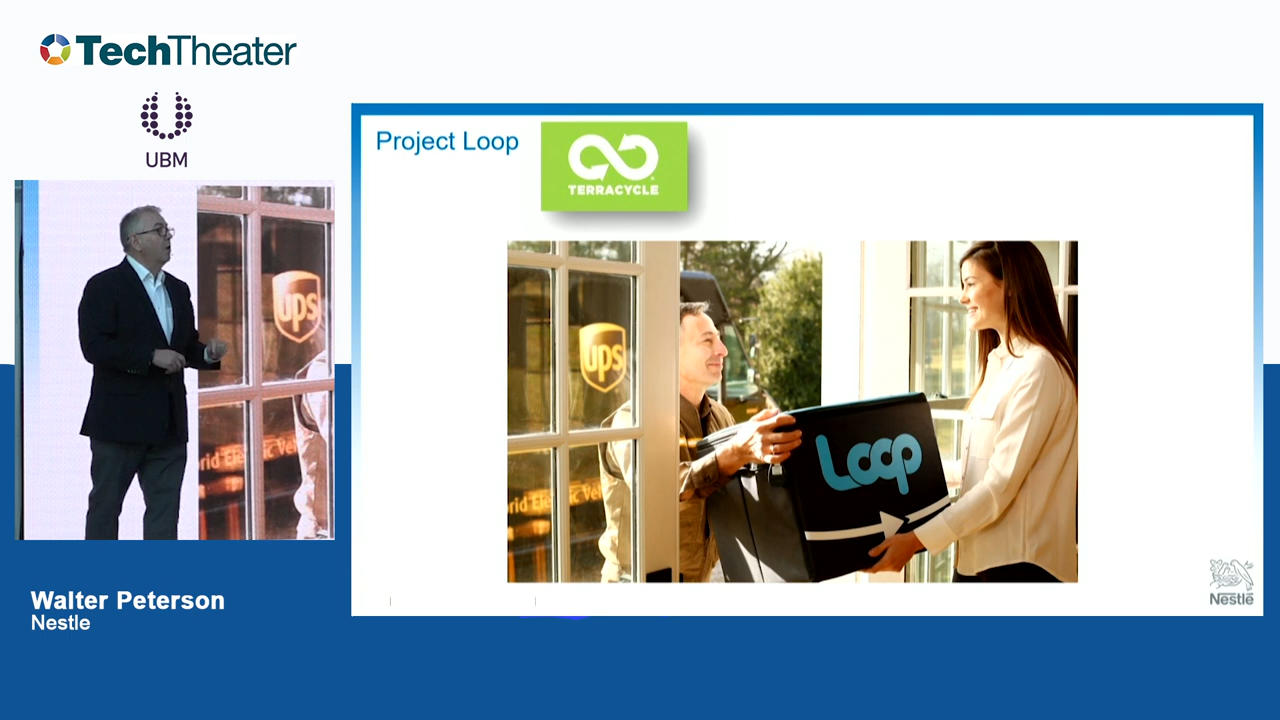 TechTheater
UBM
Project Loop
TERRACYCLE
ups
ups
Loop
Walter Peterson
Nestle
Nestlé